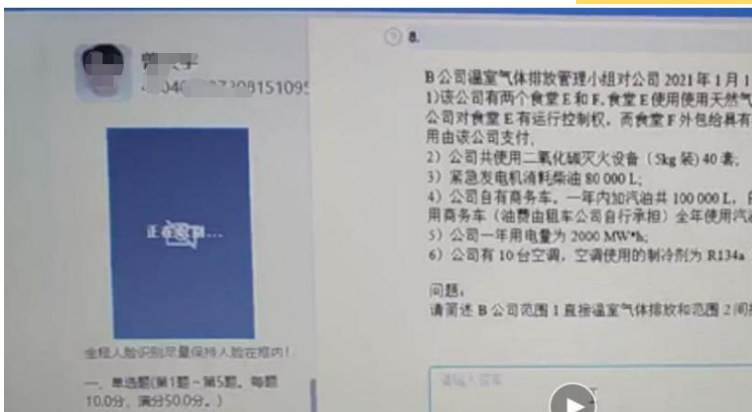 8.
B公司温室气体排放管理小组对公司 2021 年 1 月 1
1)该公司有两个食堂 E 和 F, 食堂 E 使用使用天然气
公司对食堂 E 有运行控制权, 而食堂 F 外包给具有
用由该公司支付,
2) 公司共使用二氧化碳灭火设备 (5kg 装) 40 套;
3) 紧急发电机消耗柴油 80 000 L;
4) 公司自有商务车, 一年内加汽油共 100 000 L,
用商务车 (油费由租车公司自行承担) 全年使用汽
5) 公司一年用电量为 2000 MW*h;
6) 公司有 10 台空调, 空调使用的制冷剂为 R134a
问题:
请简述 B 公司范围 1 直接温室气体排放和范围 2 间
请输入答案
正在
全程人脸识别尽量保持人脸在框内!
一、单选题(第1题 - 第5题, 每题
10.0分, 满分50.0分。)